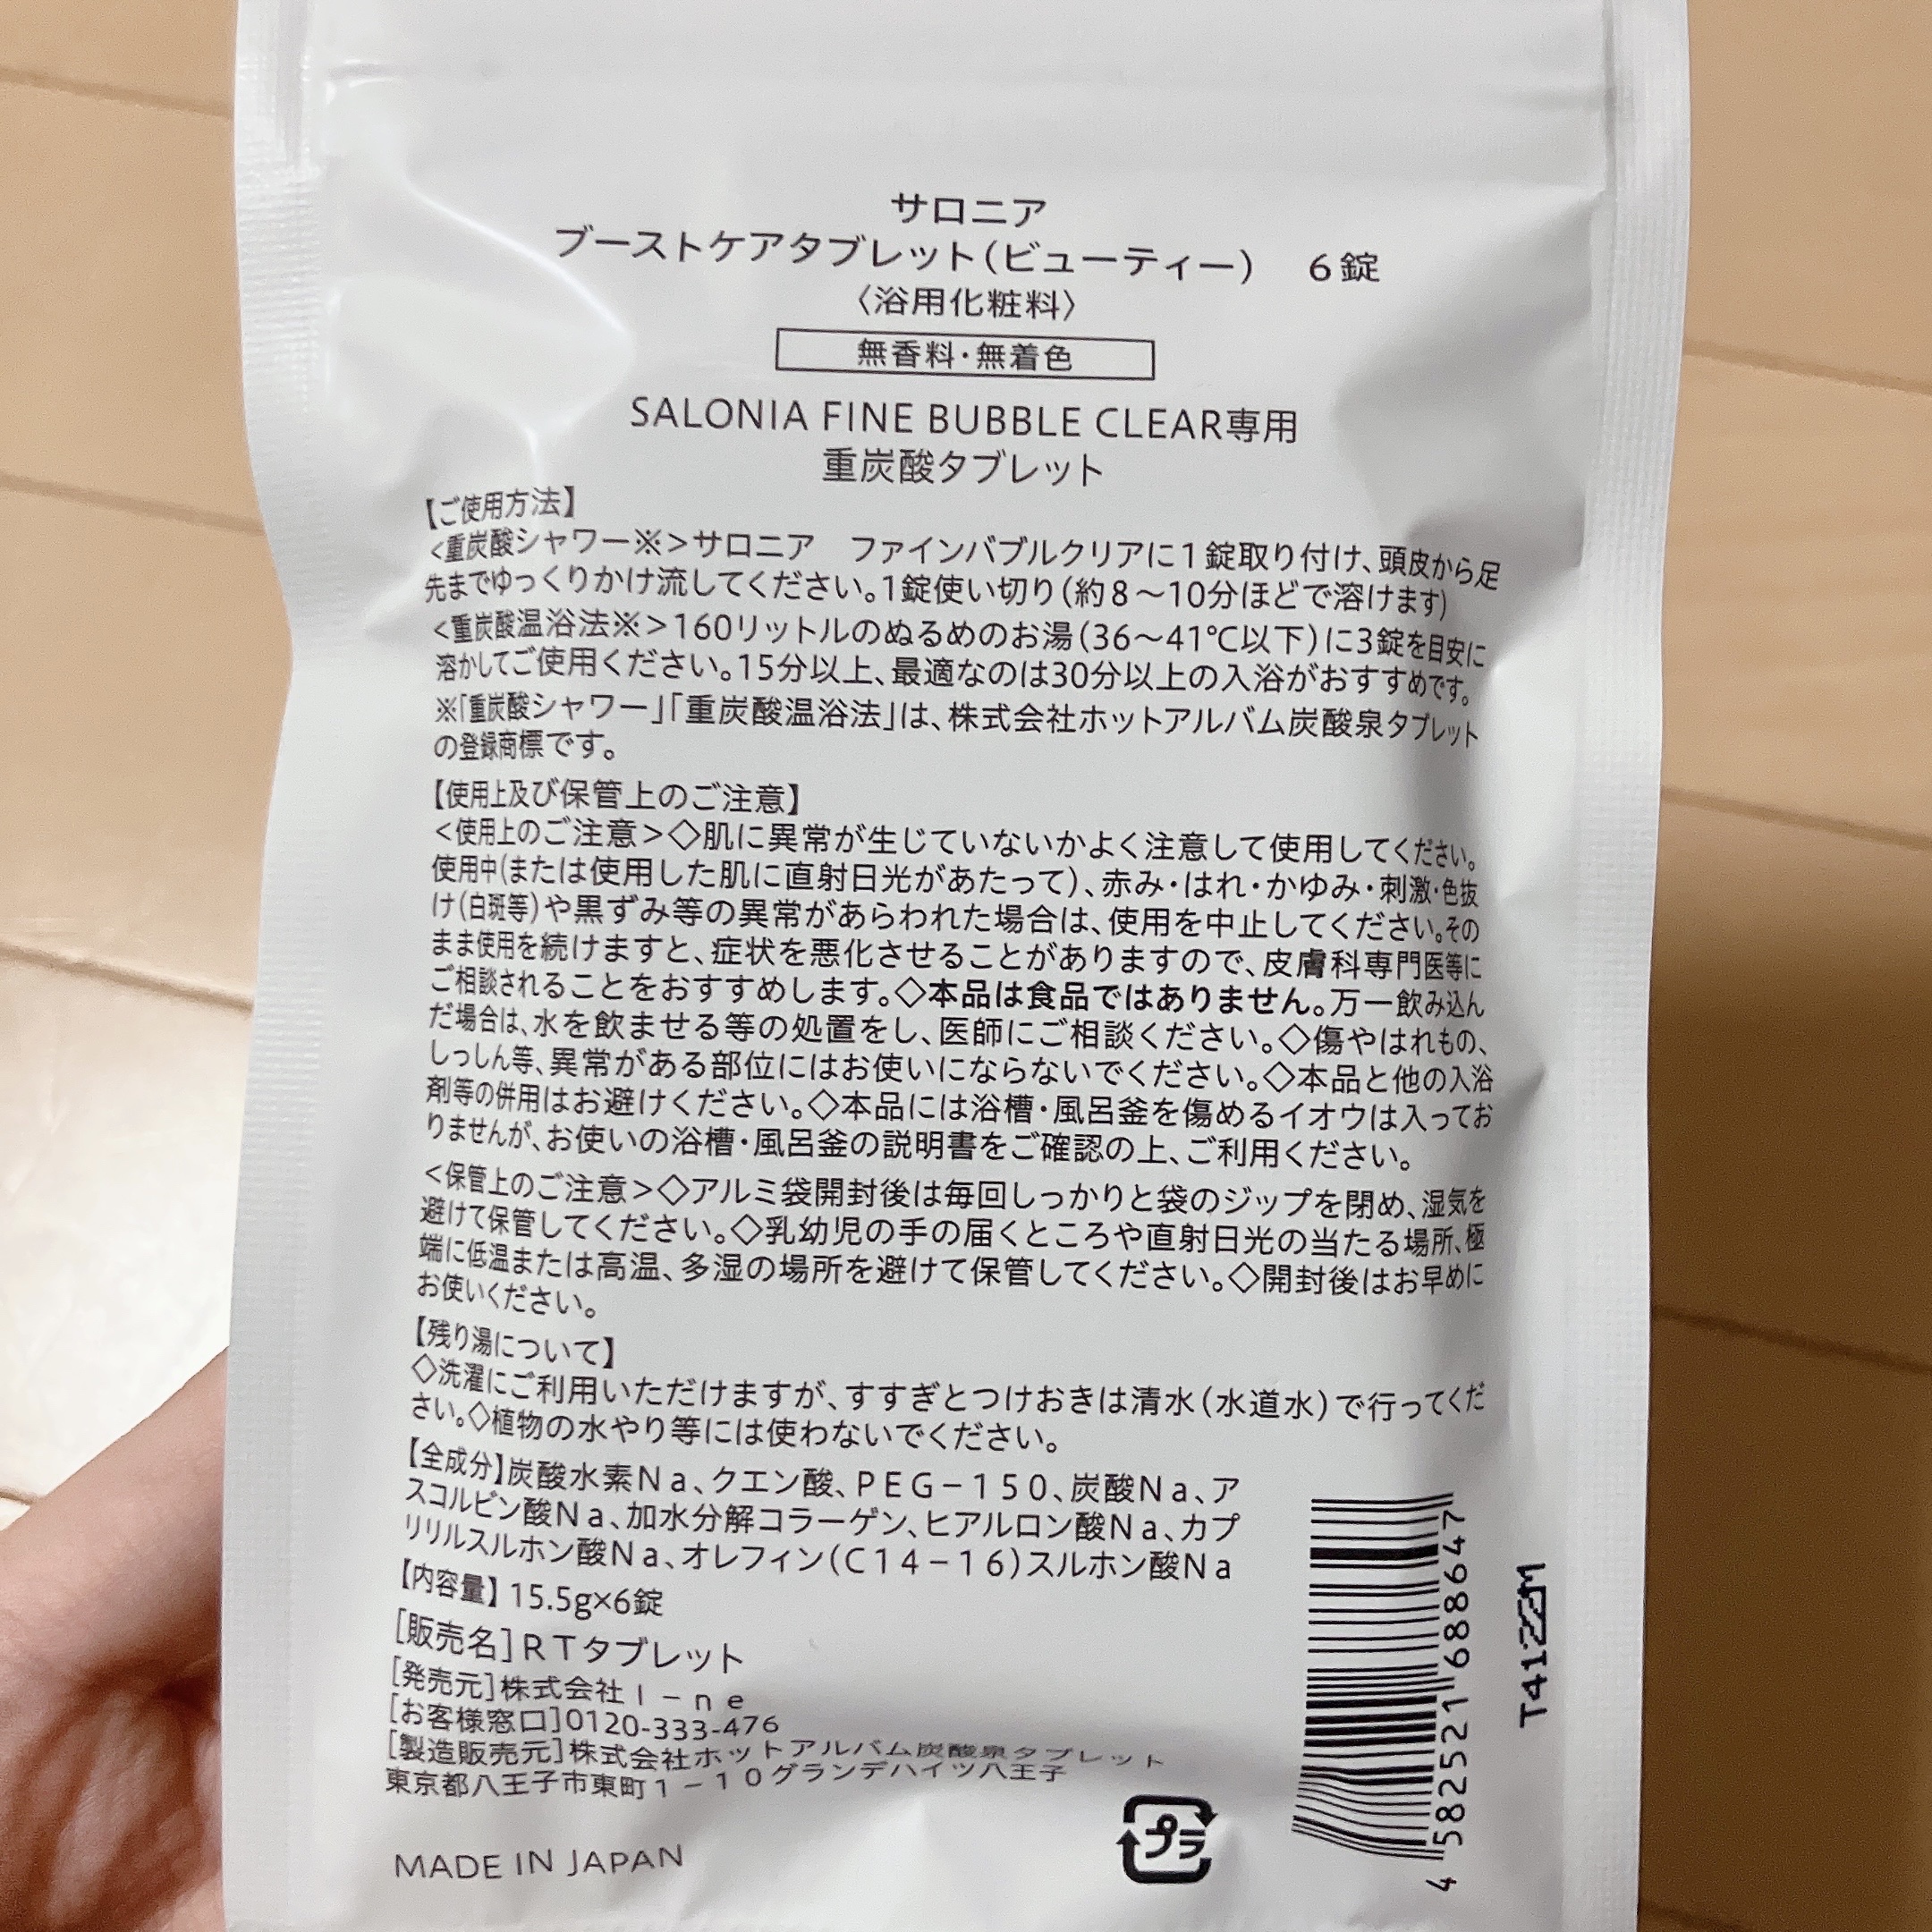 サロニア
ブーストケアタブレット（ビューティー）　6錠
〈浴用化粧料〉
無香料・無着色
SALONIA FINE BUBBLE CLEAR専用
重炭酸タブレット
【ご使用方法】
<重炭酸シャワー※>サロニア　ファインバブルクリアに1錠取り付け、頭皮から足
先までゆっくりかけ流してください。1錠使い切り（約8～10分ほどで溶けます）
<重炭酸温浴法※>160リットルのぬるめのお湯（36～41℃以下）に3錠を目安に
溶かしてご使用ください。15分以上、最適なのは30分以上の入浴がおすすめです。
※「重炭酸シャワー」「重炭酸温浴法」は、株式会社ホットアルバム炭酸泉タブレット
の登録商標です。
【使用上及び保管上のご注意】
<使用上のご注意>◇肌に異常が生じていないかよく注意して使用してください。
使用中（または使用した肌に直射日光があたって）、赤み・はれ・かゆみ・刺激・色抜
け（白斑等）や黒ずみ等の異常があらわれた場合は、使用を中止してください。その
まま使用を続けますと、症状を悪化させることがありますので、皮膚科専門医等に
ご相談されることをおすすめします。◇本品は食品ではありません。万一飲み込ん
だ場合は、水を飲ませる等の処置をし、医師にご相談ください。◇傷やはれもの、
しっしん等、異常がある部位にはお使いにならないでください。◇本品と他の入浴
剤等の併用はお避けください。◇本品には浴槽・風呂釜を傷めるイオウは入ってお
りませんが、お使いの浴槽・風呂釜の説明書をご確認の上、ご利用ください。
<保管上のご注意>◇アルミ袋開封後は毎回しっかりと袋のジップを閉め、湿気を
避けて保管してください。◇乳幼児の手の届くところや直射日光の当たる場所、極
端に低温または高温、多湿の場所を避けて保管してください。◇開封後はお早めに
お使いください。
【残り湯について】
◇洗濯にご利用いただけますが、すすぎとつけおきは清水（水道水）で行ってくだ
さい。◇植物の水やり等には使わないでください。
【全成分】炭酸水素Ｎａ、クエン酸、ＰＥＧ－１５０、炭酸Ｎａ、ア
スコルビン酸Ｎａ、加水分解コラーゲン、ヒアルロン酸Ｎａ、カプ
リリルスルホン酸Ｎａ、オレフィン（Ｃ１４－１６）スルホン酸Ｎａ
【内容量】15.5g×6錠
［販売名］ＲＴタブレット
［発売元］株式会社Ｉ－ｎｅ
［お客様窓口］0120-333-476
［製造販売元］株式会社ホットアルバム炭酸泉タブレット
東京都八王子市東町１－１０グランデハイツ八王子
MADE IN JAPAN
プラ
4 582521 688647